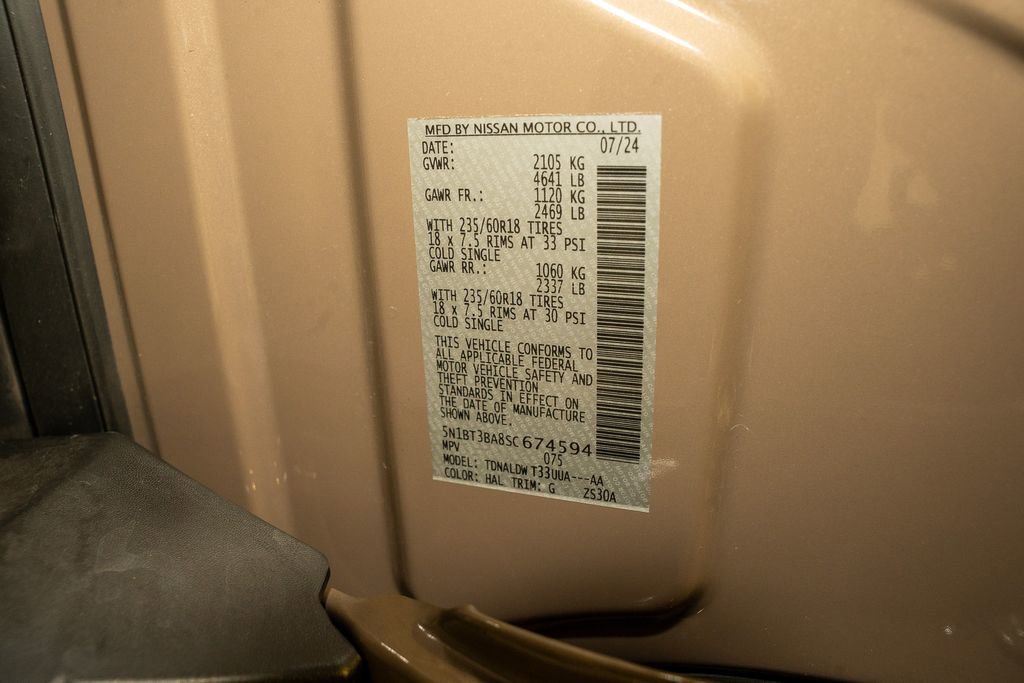 MFD BY NISSAN MOTOR CO., LTD.
DATE: 07/24
GVWR: 2105 KG
4641 LB
GAWR FR.: 1120 KG
2469 LB
WITH 235/60R18 TIRES
18 x 7.5 RIMS AT 33 PSI
COLD SINGLE
GAWR RR.: 1060 KG
2337 LB
WITH 235/60R18 TIRES
18 x 7.5 RIMS AT 30 PSI
COLD SINGLE
THIS VEHICLE CONFORMS TO
ALL APPLICABLE FEDERAL
MOTOR VEHICLE SAFETY AND
THEFT PREVENTION
STANDARDS IN EFFECT ON
THE DATE OF MANUFACTURE
SHOWN ABOVE.
5N1BT3BA8SC674594
MPV 075
MODEL: TDNALDWT33UUA---AA
COLOR: HAL TRIM: G ZS30A